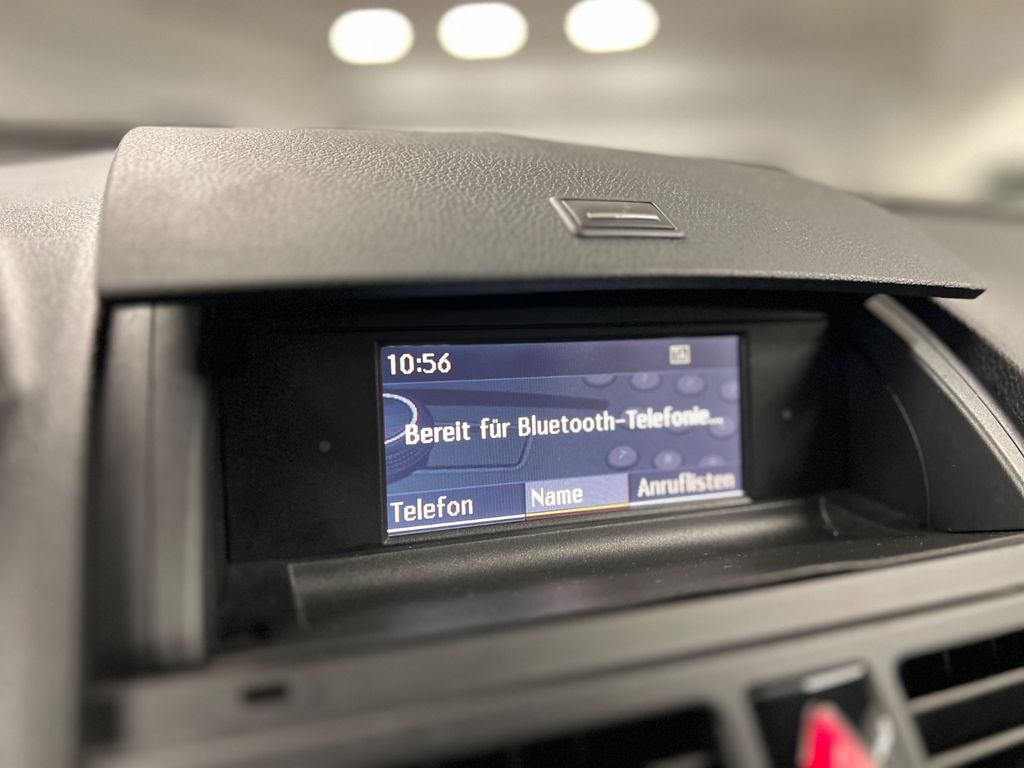 10:56
Bereit für Bluetooth-Telefonie...
Telefon Name Anruflisten